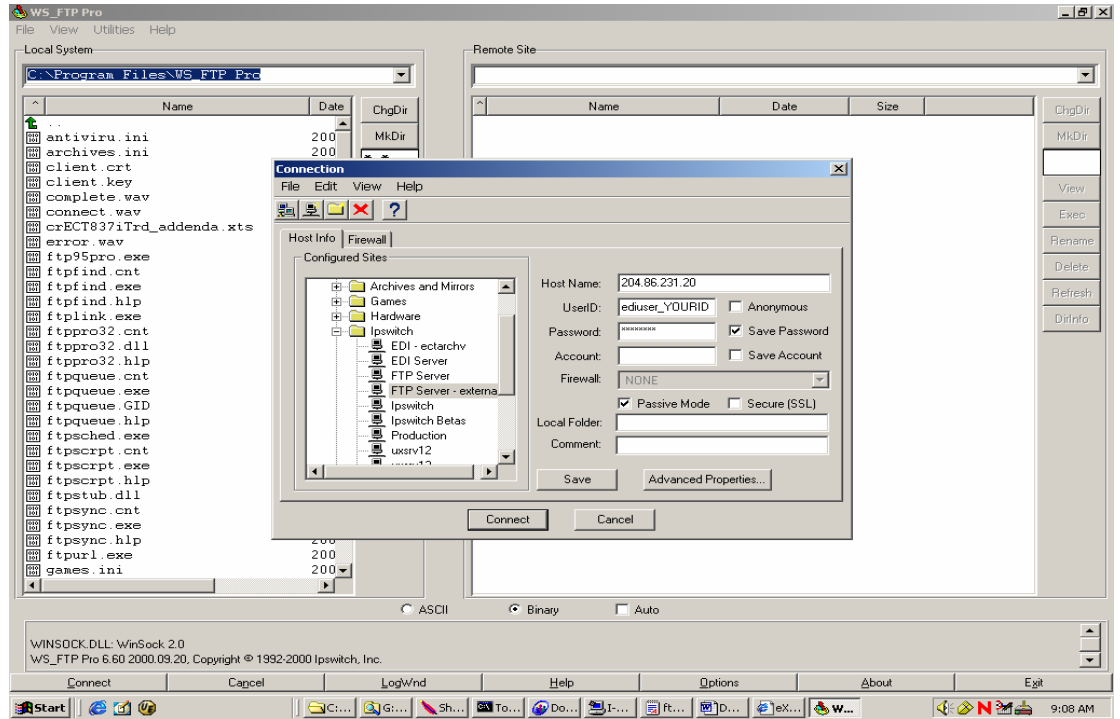 WS_FTP Pro
File View Utilities Help
Local System
C:\Program Files\WS_FTP Pro
^ Name Date
..
antiviru.ini 200
archives.ini 200
client.crt
client.key
complete.wav
connect.wav
crECT837iTrd_addenda.xts
error.wav
ftp95pro.exe
ftpfind.cnt
ftpfind.exe
ftpfind.hlp
ftplink.exe
ftppro32.cnt
ftppro32.dll
ftppro32.hlp
ftpqueue.cnt
ftpqueue.exe
ftpqueue.GID
ftpqueue.hlp
ftpsched.exe
ftpscrpt.cnt
ftpscrpt.exe
ftpscrpt.hlp
ftpstub.dll
ftpsync.cnt
ftpsync.exe
ftpsync.hlp 200
ftpurl.exe 200
games.ini 200
ChgDir
MkDir
Remote Site
^ Name Date Size
ChgDir
MkDir
View
Exec
Rename
Delete
Refresh
DirInfo
Connection
File Edit View Help
?
Host Info Firewall
Configured Sites
Archives and Mirrors
Games
Hardware
Ipswitch
EDI - ectarchv
EDI Server
FTP Server
FTP Server - externa
Ipswitch
Ipswitch Betas
Production
uxsrv12
Host Name: 204.86.231.20
UserID: ediuser_YOURID Anonymous
Password: ******** Save Password
Account: Save Account
Firewall: NONE
Passive Mode Secure (SSL)
Local Folder:
Comment:
Save Advanced Properties...
Connect Cancel
ASCII Binary Auto
WINSOCK.DLL: WinSock 2.0
WS_FTP Pro 6.60 2000.09.20, Copyright © 1992-2000 Ipswitch, Inc.
Connect Cancel LogWnd Help Options About Exit
Start C:... G:... Sh... To... Do... I-... ft... D... eX... W... 9:08 AM